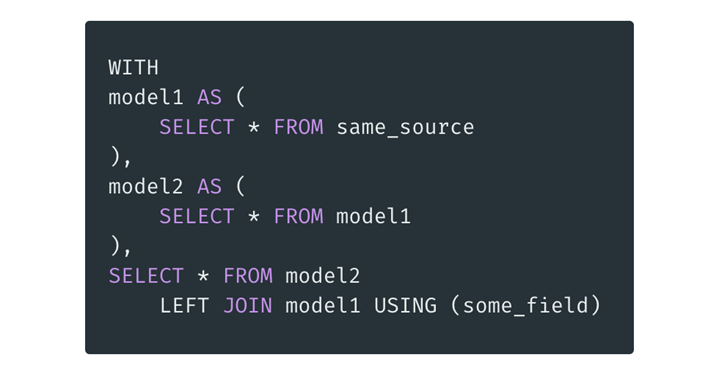 WITH
model1 AS (
    SELECT * FROM same_source
),
model2 AS (
    SELECT * FROM model1
),
SELECT * FROM model2
    LEFT JOIN model1 USING (some_field)